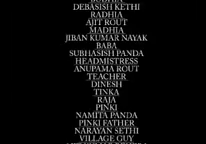 DEBASISH KETHI
RADHIA
AJIT ROUT
MADHIA
JIBAN KUMAR NAYAK
BABA
SUBHASISH PANDA
HEADMISTRESS
ANUPAMA ROUT
TEACHER
DINESH
TINKA
RAJA
PINKI
NAMITA PANDA
PINKI FATHER
NARAYAN SETHI
VILLAGE GUY